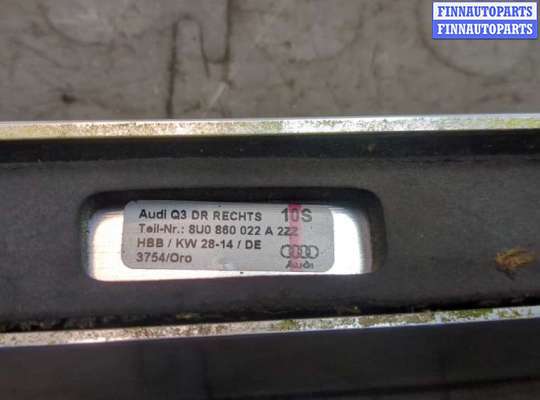 FINNAUTOPARTS
FINNAUTOPARTS.BY
Audi Q3 DR RECHTS 10S
Teil-Nr.: 8U0 860 022 A 2ZZ
HBB / KW 28-14 / DE
3754/Oro
Audi